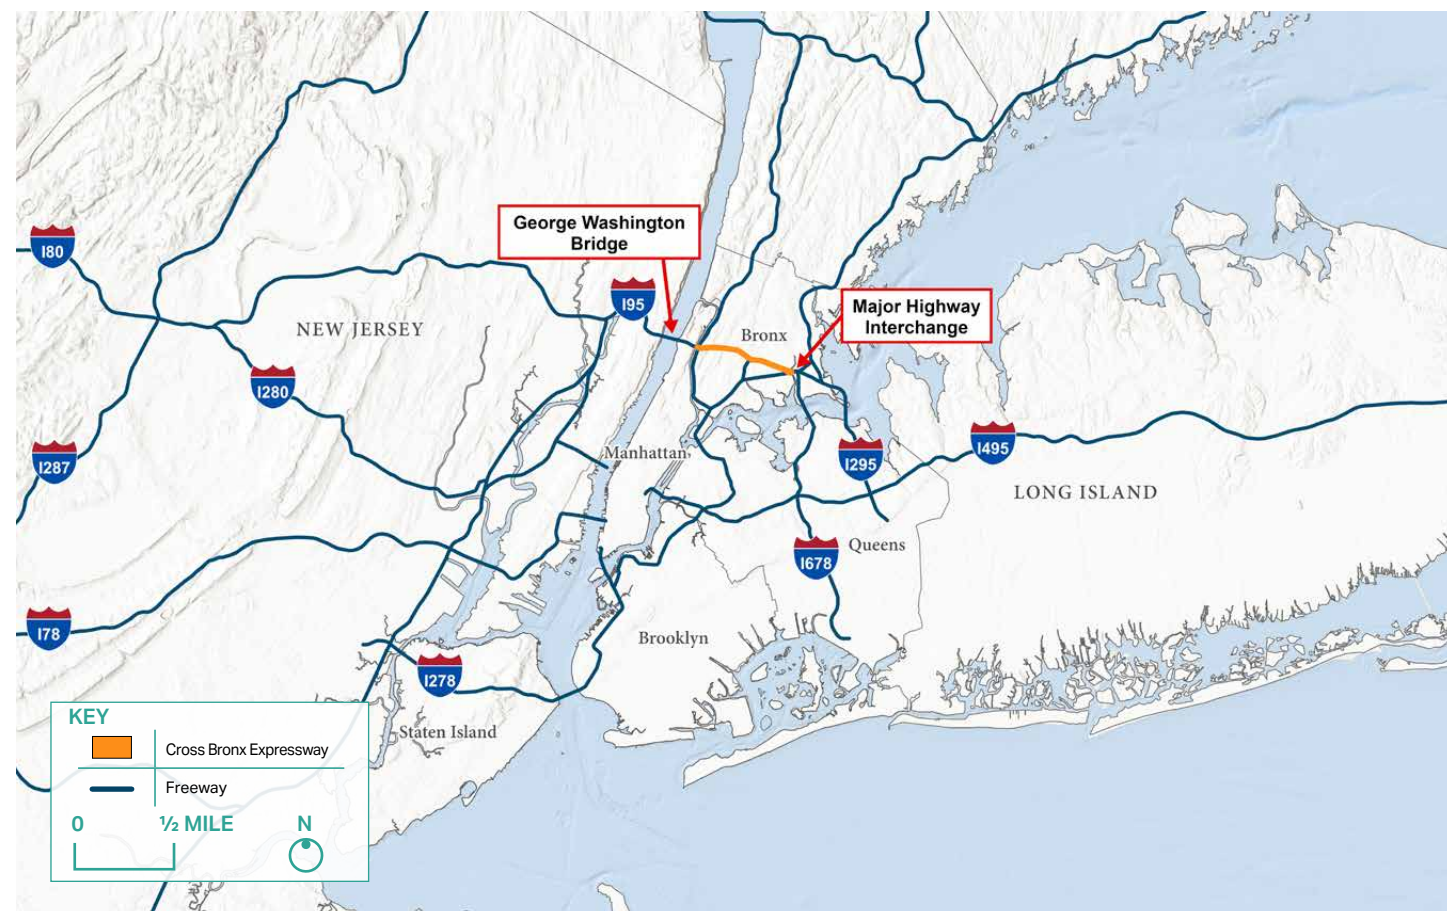 George Washington
Bridge
I80
I95
Major Highway
Interchange
NEW JERSEY
Bronx
I280
I287
Manhattan
I295
I495
LONG ISLAND
Queens
I678
I78
Brooklyn
I278
Staten Island
KEY
Cross Bronx Expressway
Freeway
0 ½ MILE N